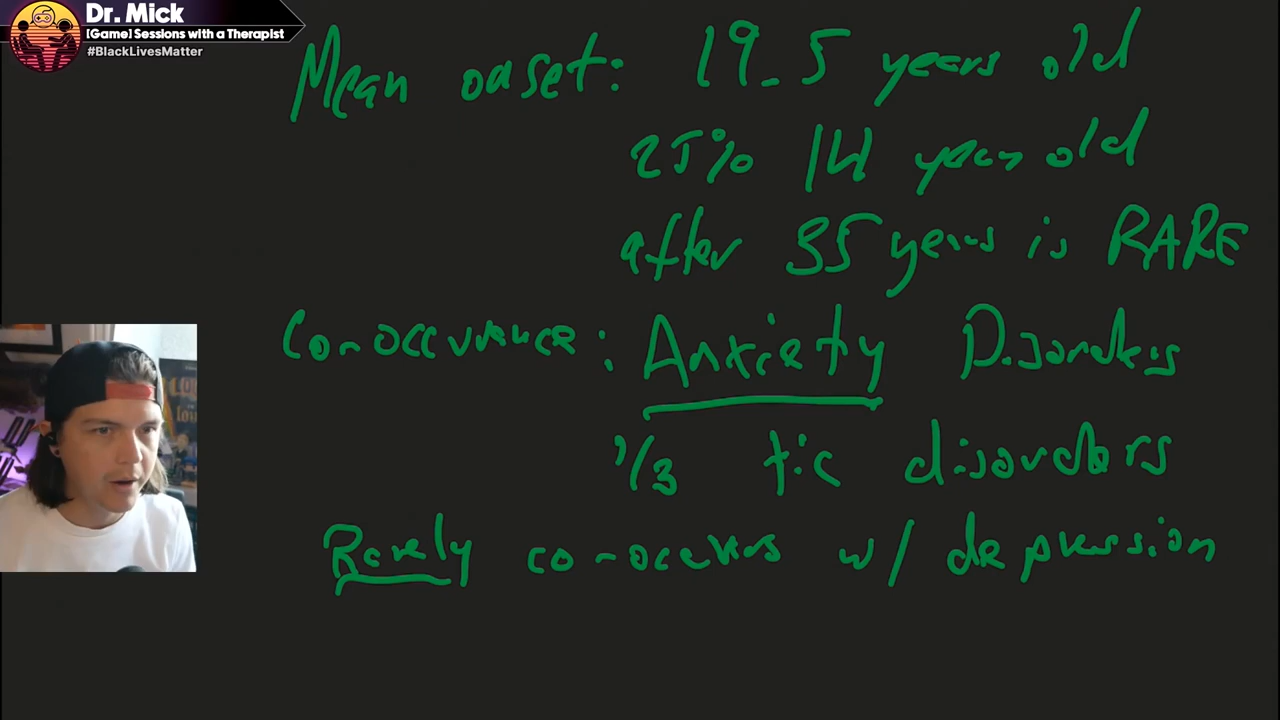 Dr. Mick
[Game] Sessions with a Therapist
#BlackLivesMatter
Mean onset: 19.5 years old
25% 14 years old
after 35 years is RARE
Co-occurrence: Anxiety Disorders
1/3 tic disorders
Rarely co-occurs w/ depression